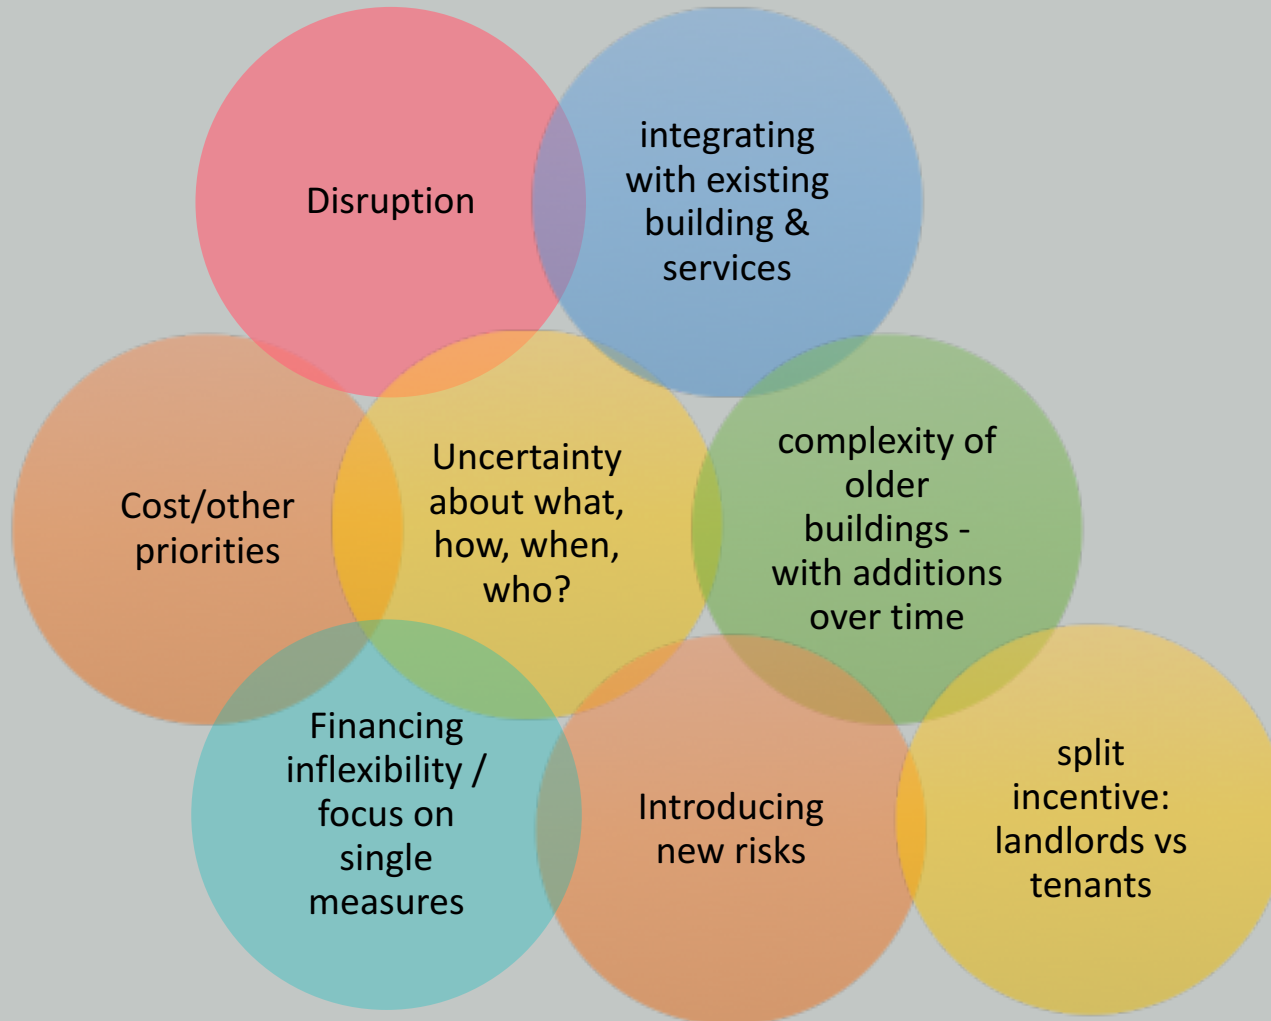 Disruption
integrating
with existing
building &
services
Cost/other
priorities
Uncertainty
about what,
how, when,
who?
complexity of
older
buildings -
with additions
over time
Financing
inflexibility /
focus on
single
measures
Introducing
new risks
split
incentive:
landlords vs
tenants